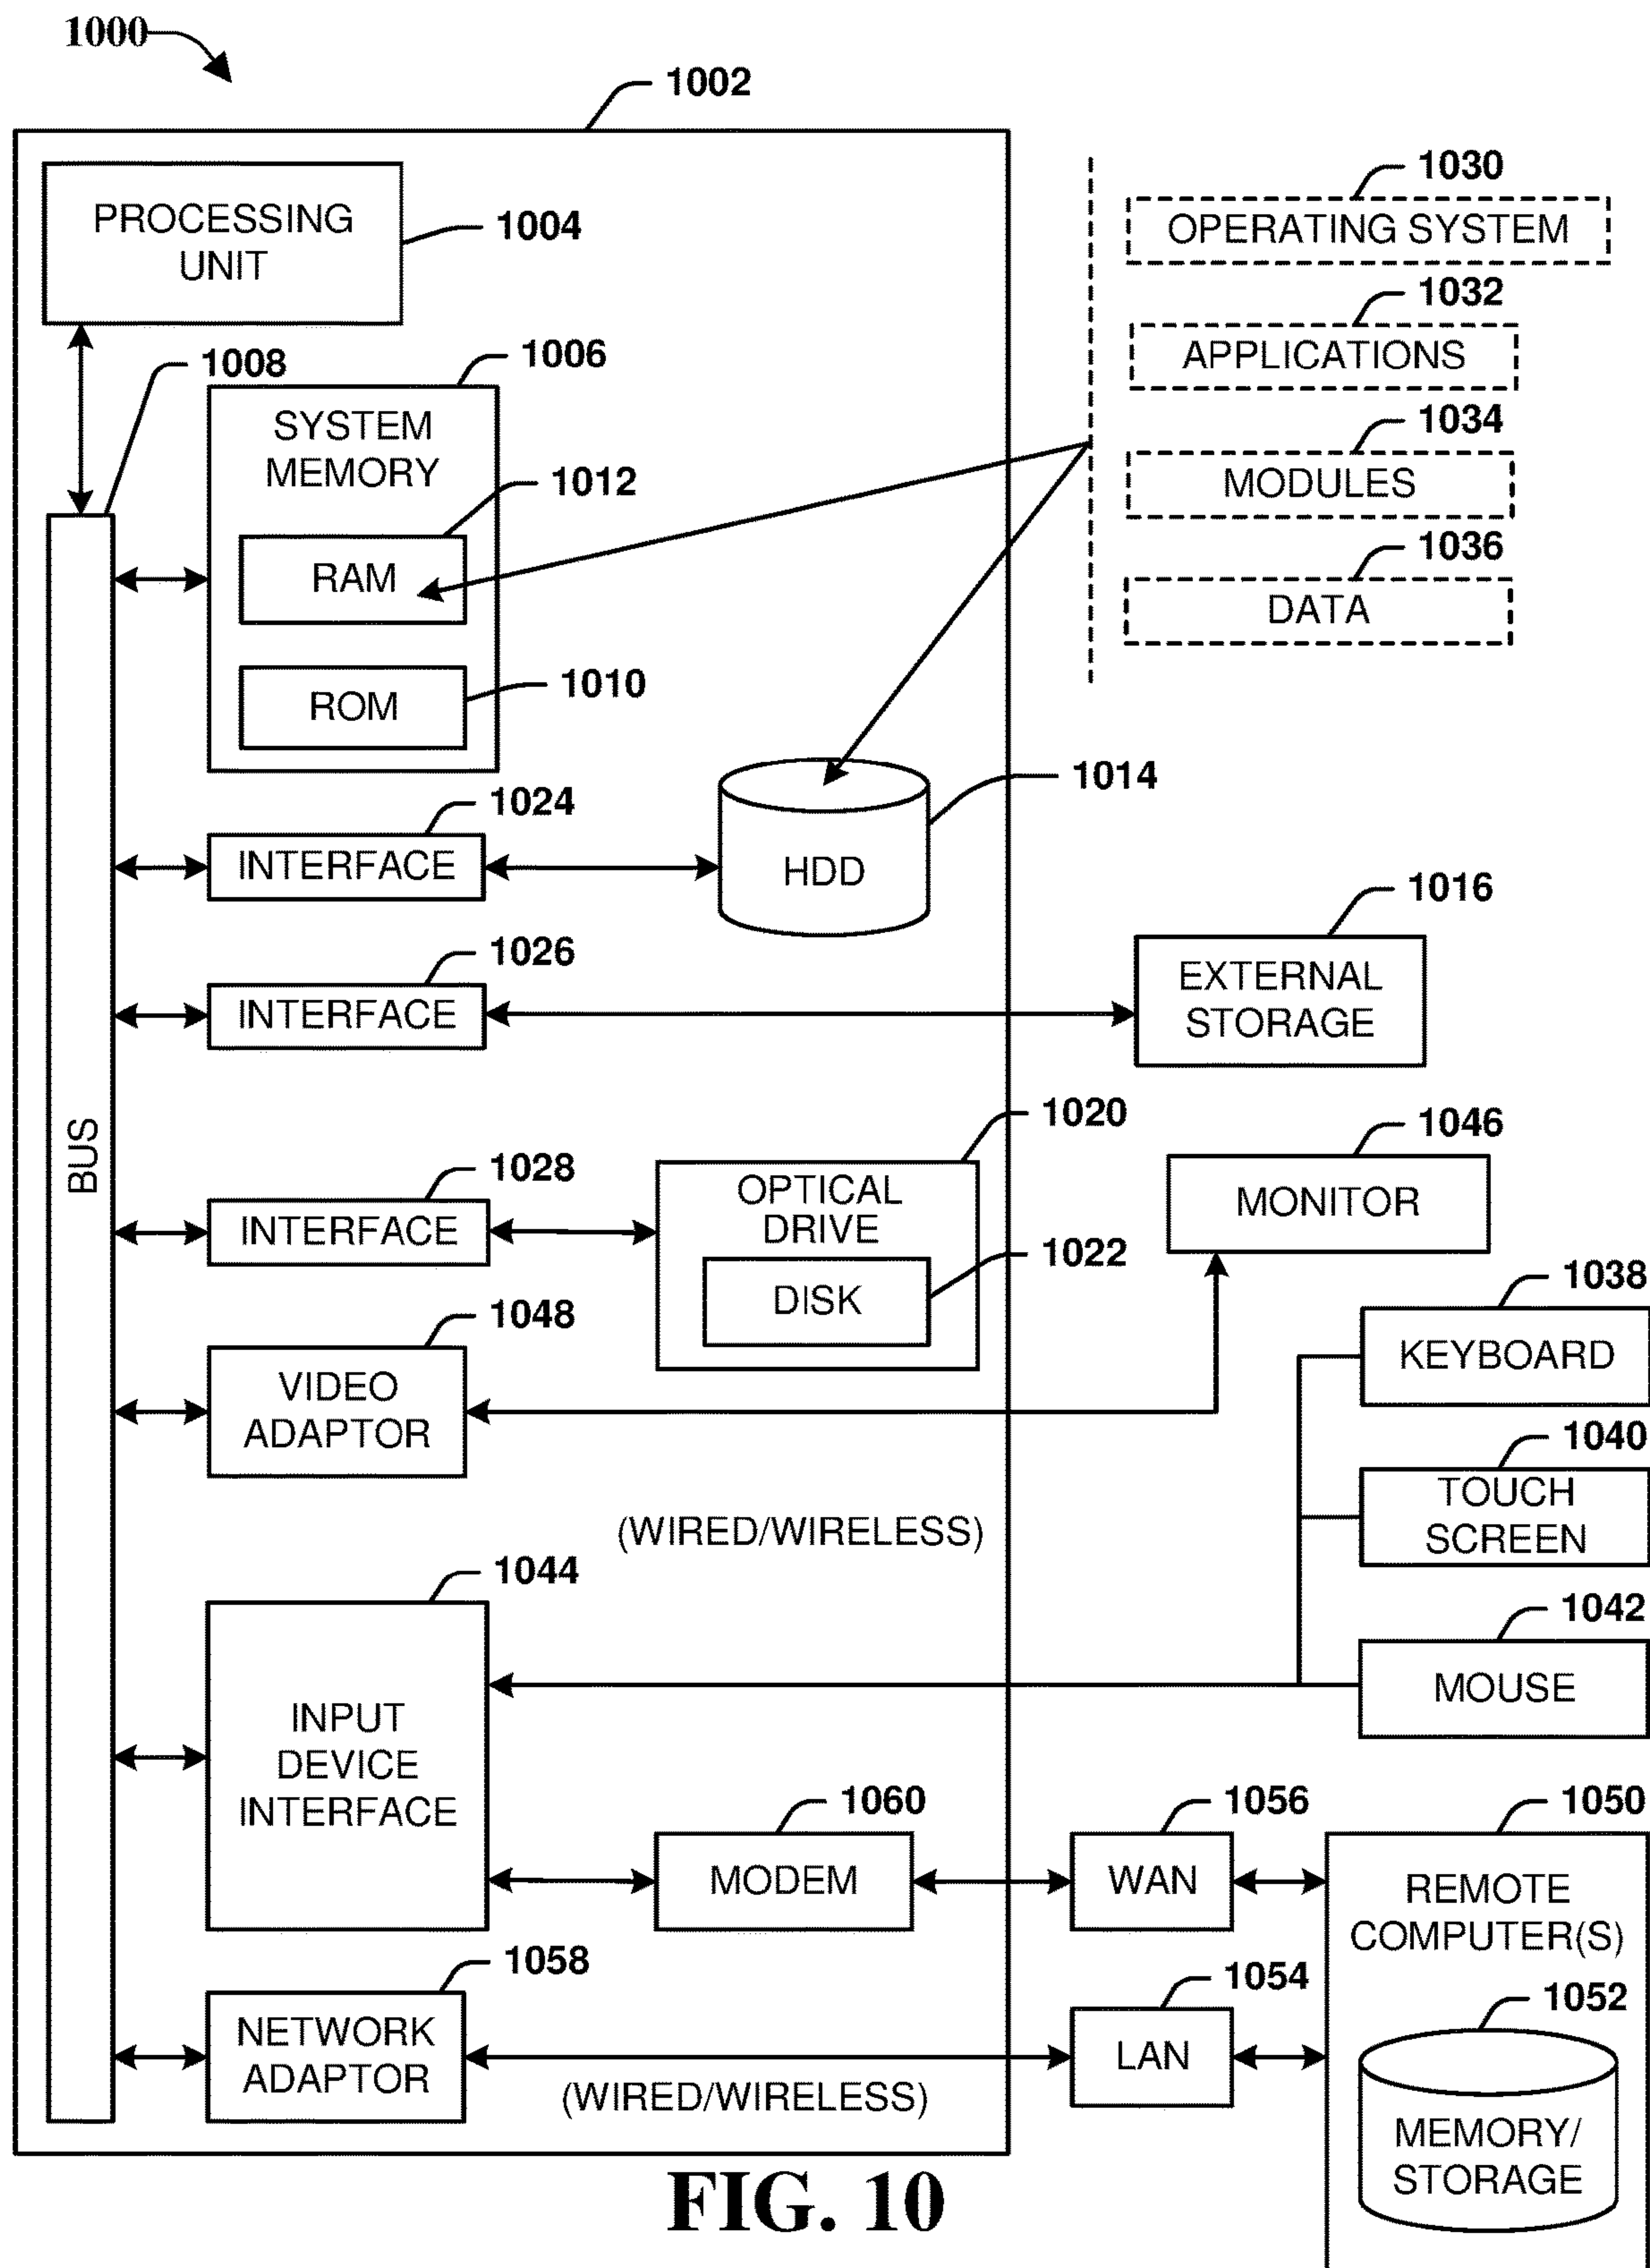 1000
1002
PROCESSING
UNIT
1004
1030
OPERATING SYSTEM
1032
APPLICATIONS
1034
MODULES
1036
DATA
1008
1006
SYSTEM
MEMORY
1012
RAM
1010
ROM
1014
HDD
1024
INTERFACE
1016
EXTERNAL
STORAGE
1026
INTERFACE
BUS
1020
OPTICAL
DRIVE
1022
DISK
1028
INTERFACE
1046
MONITOR
1048
VIDEO
ADAPTOR
1038
KEYBOARD
1040
TOUCH
SCREEN
(WIRED/WIRELESS)
1042
MOUSE
1044
INPUT
DEVICE
INTERFACE
1060
MODEM
1056
WAN
1050
REMOTE
COMPUTER(S)
1058
NETWORK
ADAPTOR
(WIRED/WIRELESS)
1054
LAN
1052
MEMORY/
STORAGE
FIG. 10